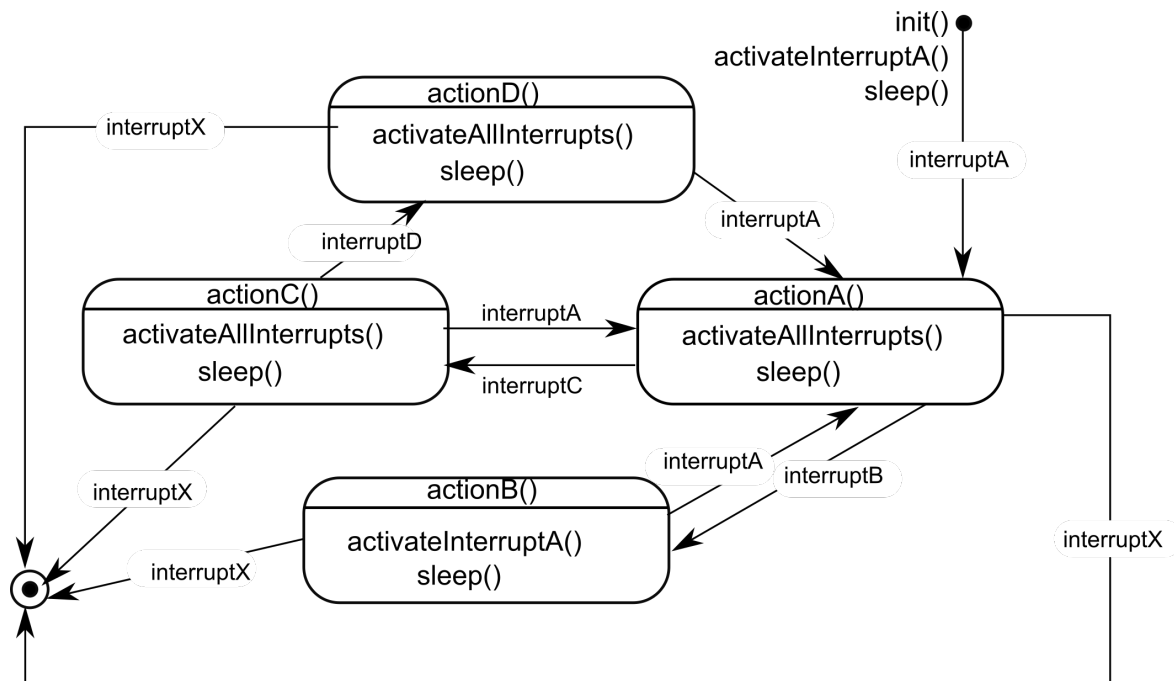 init()
activateInterruptA()
sleep()
actionD()
interruptX
activateAllInterrupts()
sleep()
interruptA
interruptA
interruptD
actionC()
actionA()
interruptA
activateAllInterrupts()
sleep()
activateAllInterrupts()
sleep()
interruptC
interruptA
interruptB
interruptX
actionB()
interruptX
activateInterruptA()
sleep()
interruptX